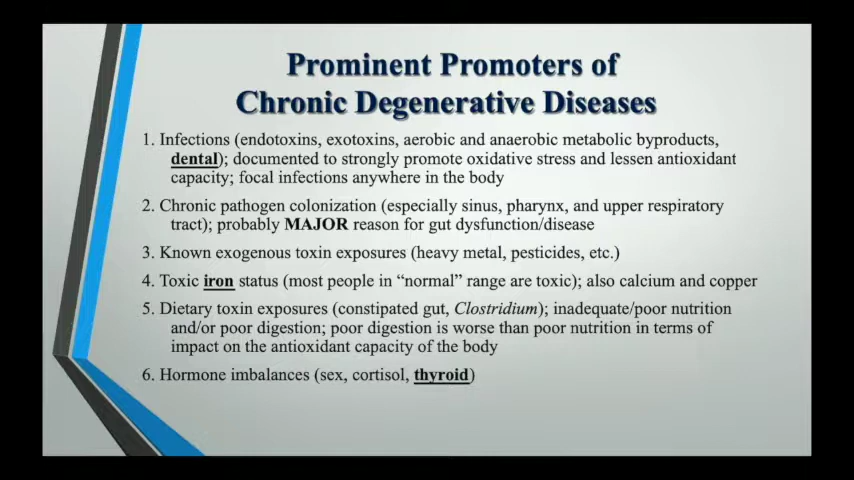 Prominent Promoters of
Chronic Degenerative Diseases
1. Infections (endotoxins, exotoxins, aerobic and anaerobic metabolic byproducts,
dental); documented to strongly promote oxidative stress and lessen antioxidant
capacity; focal infections anywhere in the body
2. Chronic pathogen colonization (especially sinus, pharynx, and upper respiratory
tract); probably MAJOR reason for gut dysfunction/disease
3. Known exogenous toxin exposures (heavy metal, pesticides, etc.)
4. Toxic iron status (most people in “normal” range are toxic); also calcium and copper
5. Dietary toxin exposures (constipated gut, Clostridium); inadequate/poor nutrition
and/or poor digestion; poor digestion is worse than poor nutrition in terms of
impact on the antioxidant capacity of the body
6. Hormone imbalances (sex, cortisol, thyroid)